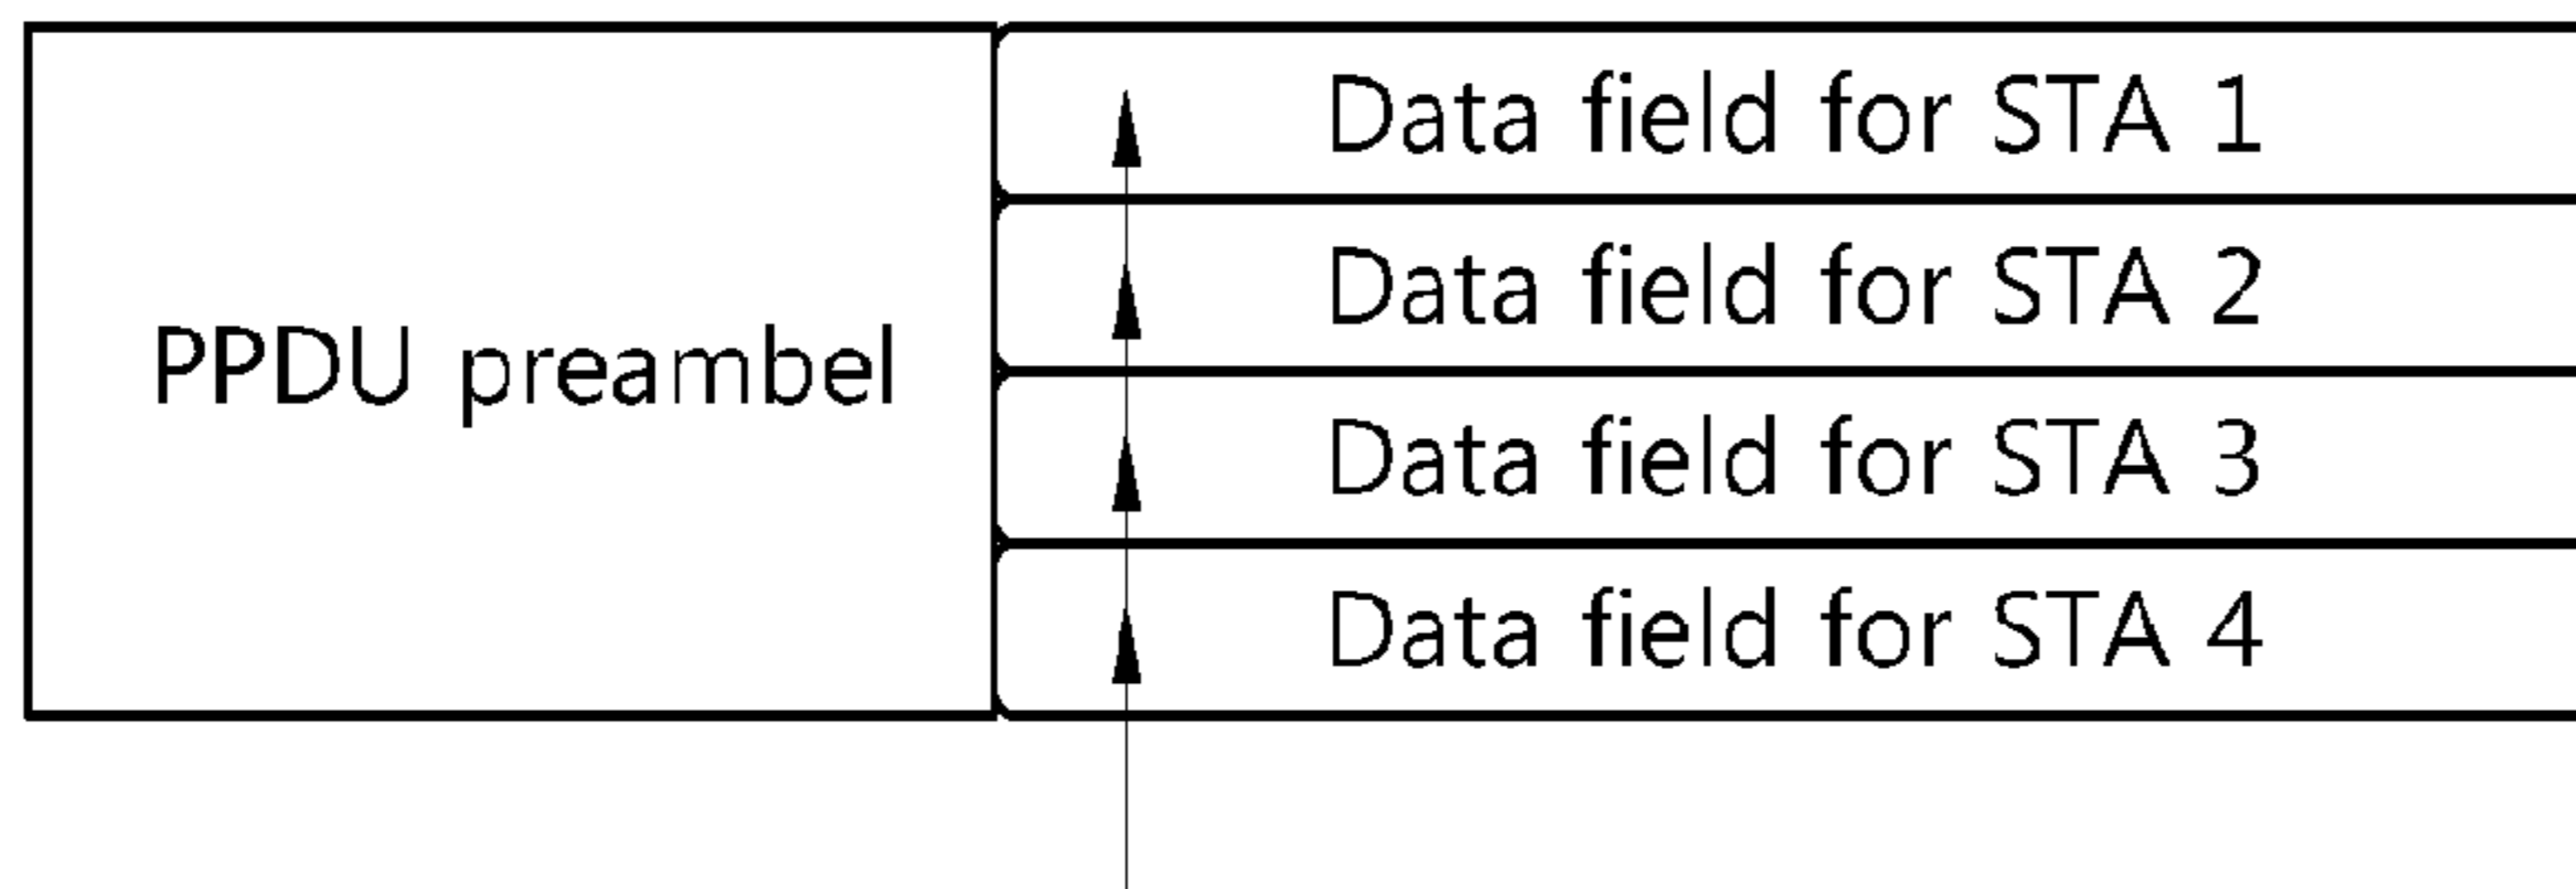 Data field for STA 1
Data field for STA 2
PPDU preambel
Data field for STA 3
Data field for STA 4